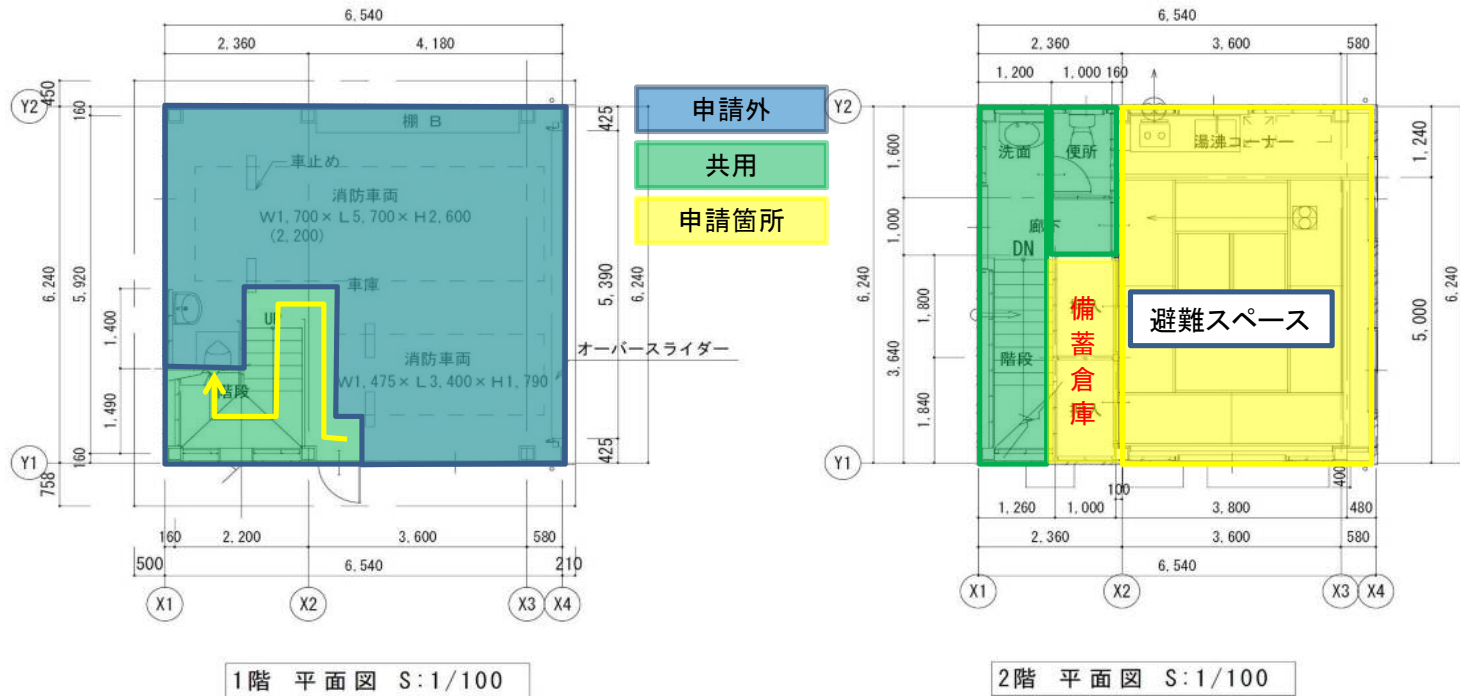 6,540
2,360
4,180
450
160
Y2
棚 B
425
車止め
消防車両
W1,700×L5,700×H2,600
(2,200)
車庫
6,240
5,920
1,400
1,490
UP
階段
消防車両
W1,475×L3,400×H1,790
5,390
6,240
オーバースライダー
Y1
160
758
425
160
2,200
3,600
580
500
6,540
210
X1
X2
X3
X4
1階 平面図 S:1/100
申請外
共用
申請箇所
6,540
2,360
3,600
580
1,200
1,000
160
Y2
洗面
便所
湯沸コーナー
1,600
1,240
1,000
廊下
DN
6,240
1,800
3,640
1,840
階段
備蓄倉庫
避難スペース
5,000
6,240
Y1
100
400
1,260
1,000
3,800
480
2,360
3,600
580
6,540
X1
X2
X3
X4
2階 平面図 S:1/100